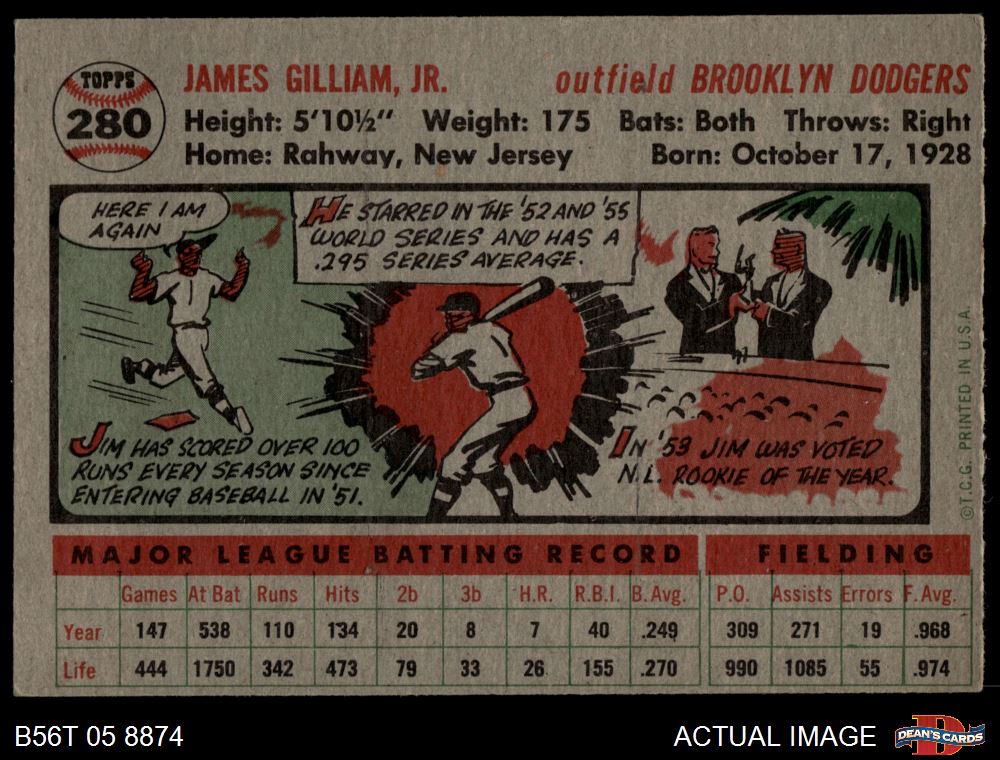 TOPPS
280
JAMES GILLIAM, JR. outfield BROOKLYN DODGERS
Height: 5'10½" Weight: 175 Bats: Both Throws: Right
Home: Rahway, New Jersey Born: October 17, 1928
HERE I AM
AGAIN
JIM HAS SCORED OVER 100
RUNS EVERY SEASON SINCE
ENTERING BASEBALL IN '51.
HE STARRED IN THE '52 AND '55
WORLD SERIES AND HAS A
.295 SERIES AVERAGE.
IN '53 JIM WAS VOTED
N.L. ROOKIE OF THE YEAR.
©T.C.G. PRINTED IN U.S.A.
MAJOR LEAGUE BATTING RECORD FIELDING
Games At Bat Runs Hits 2b 3b H.R. R.B.I. B. Avg. P.O. Assists Errors F. Avg.
Year 147 538 110 134 20 8 7 40 .249 309 271 19 .968
Life 444 1750 342 473 79 33 26 155 .270 990 1085 55 .974
B56T 05 8874 ACTUAL IMAGE DEAN'S CARDS